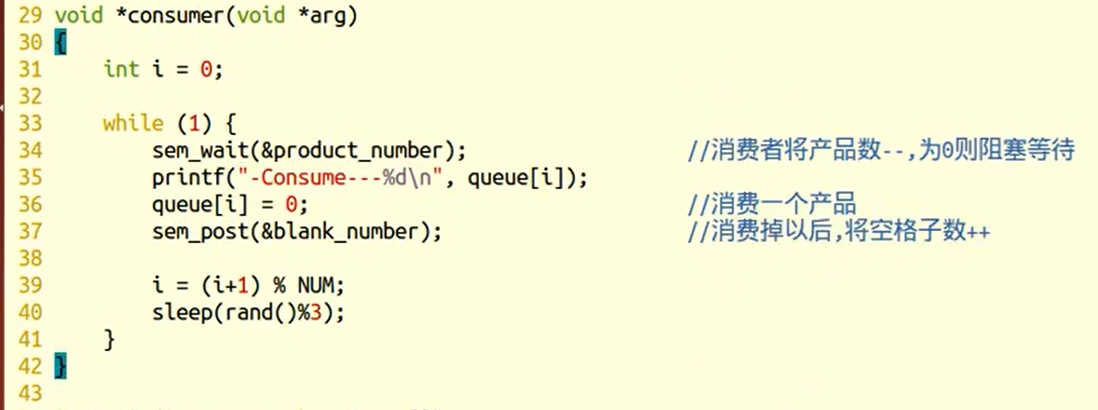 29 void *consumer(void *arg)
30 {
31     int i = 0;
32
33     while (1) {
34         sem_wait(&product_number);                  //消费者将产品数--,为0则阻塞等待
35         printf("-Consume---%d\n", queue[i]);
36         queue[i] = 0;                               //消费一个产品
37         sem_post(&blank_number);                    //消费掉以后,将空格子数++
38
39         i = (i+1) % NUM;
40         sleep(rand()%3);
41     }
42 }
43